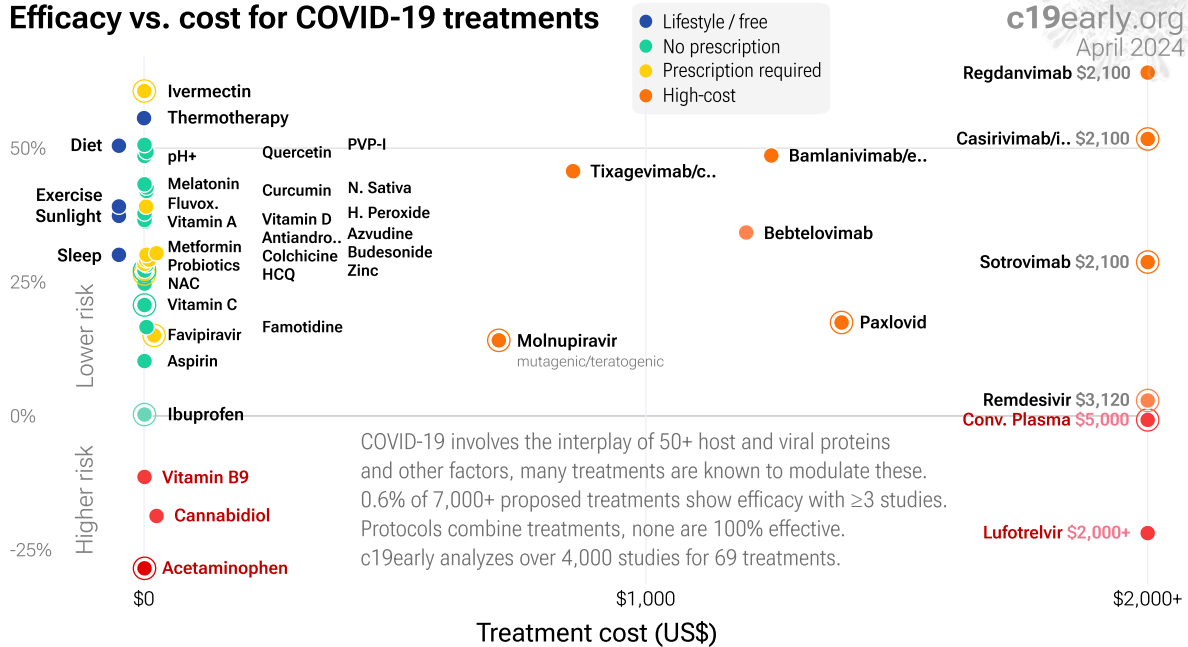 Efficacy vs. cost for COVID-19 treatments
Lifestyle / free
No prescription
Prescription required
High-cost
c19early.org
April 2024
Regdanvimab $2,100
Ivermectin
Thermotherapy
Diet
50%
pH+
Quercetin
PVP-I
Casirivimab/i.. $2,100
Bamlanivimab/e..
Tixagevimab/c..
Melatonin
Curcumin
N. Sativa
Exercise
Fluvox.
Sunlight
Vitamin A
Vitamin D
H. Peroxide
Antiandro..
Azvudine
Bebtelovimab
Sleep
Metformin
Colchicine
Budesonide
Probiotics
HCQ
Zinc
Sotrovimab $2,100
25%
NAC
Vitamin C
Lower risk
Favipiravir
Famotidine
Paxlovid
Molnupiravir
mutagenic/teratogenic
Aspirin
Remdesivir $3,120
0%
Ibuprofen
Conv. Plasma $5,000
COVID-19 involves the interplay of 50+ host and viral proteins
and other factors, many treatments are known to modulate these.
0.6% of 7,000+ proposed treatments show efficacy with ≥3 studies.
Protocols combine treatments, none are 100% effective.
c19early analyzes over 4,000 studies for 69 treatments.
Higher risk
Vitamin B9
Cannabidiol
Lufotrelvir $2,000+
-25%
Acetaminophen
$0
$1,000
$2,000+
Treatment cost (US$)